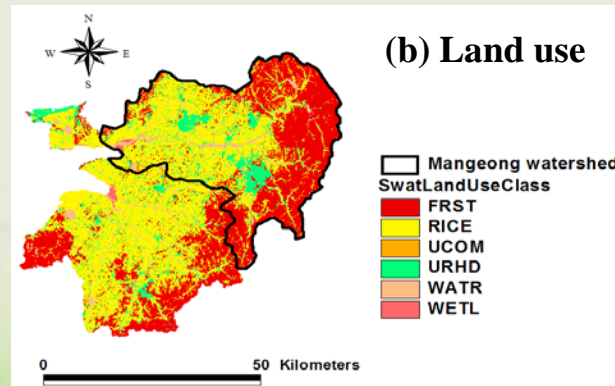 N
(b) Land use
W E
S
Mangeong watershed
SwatLandUseClass
FRST
RICE
UCOM
URHD
WATR
WETL
0 50 Kilometers